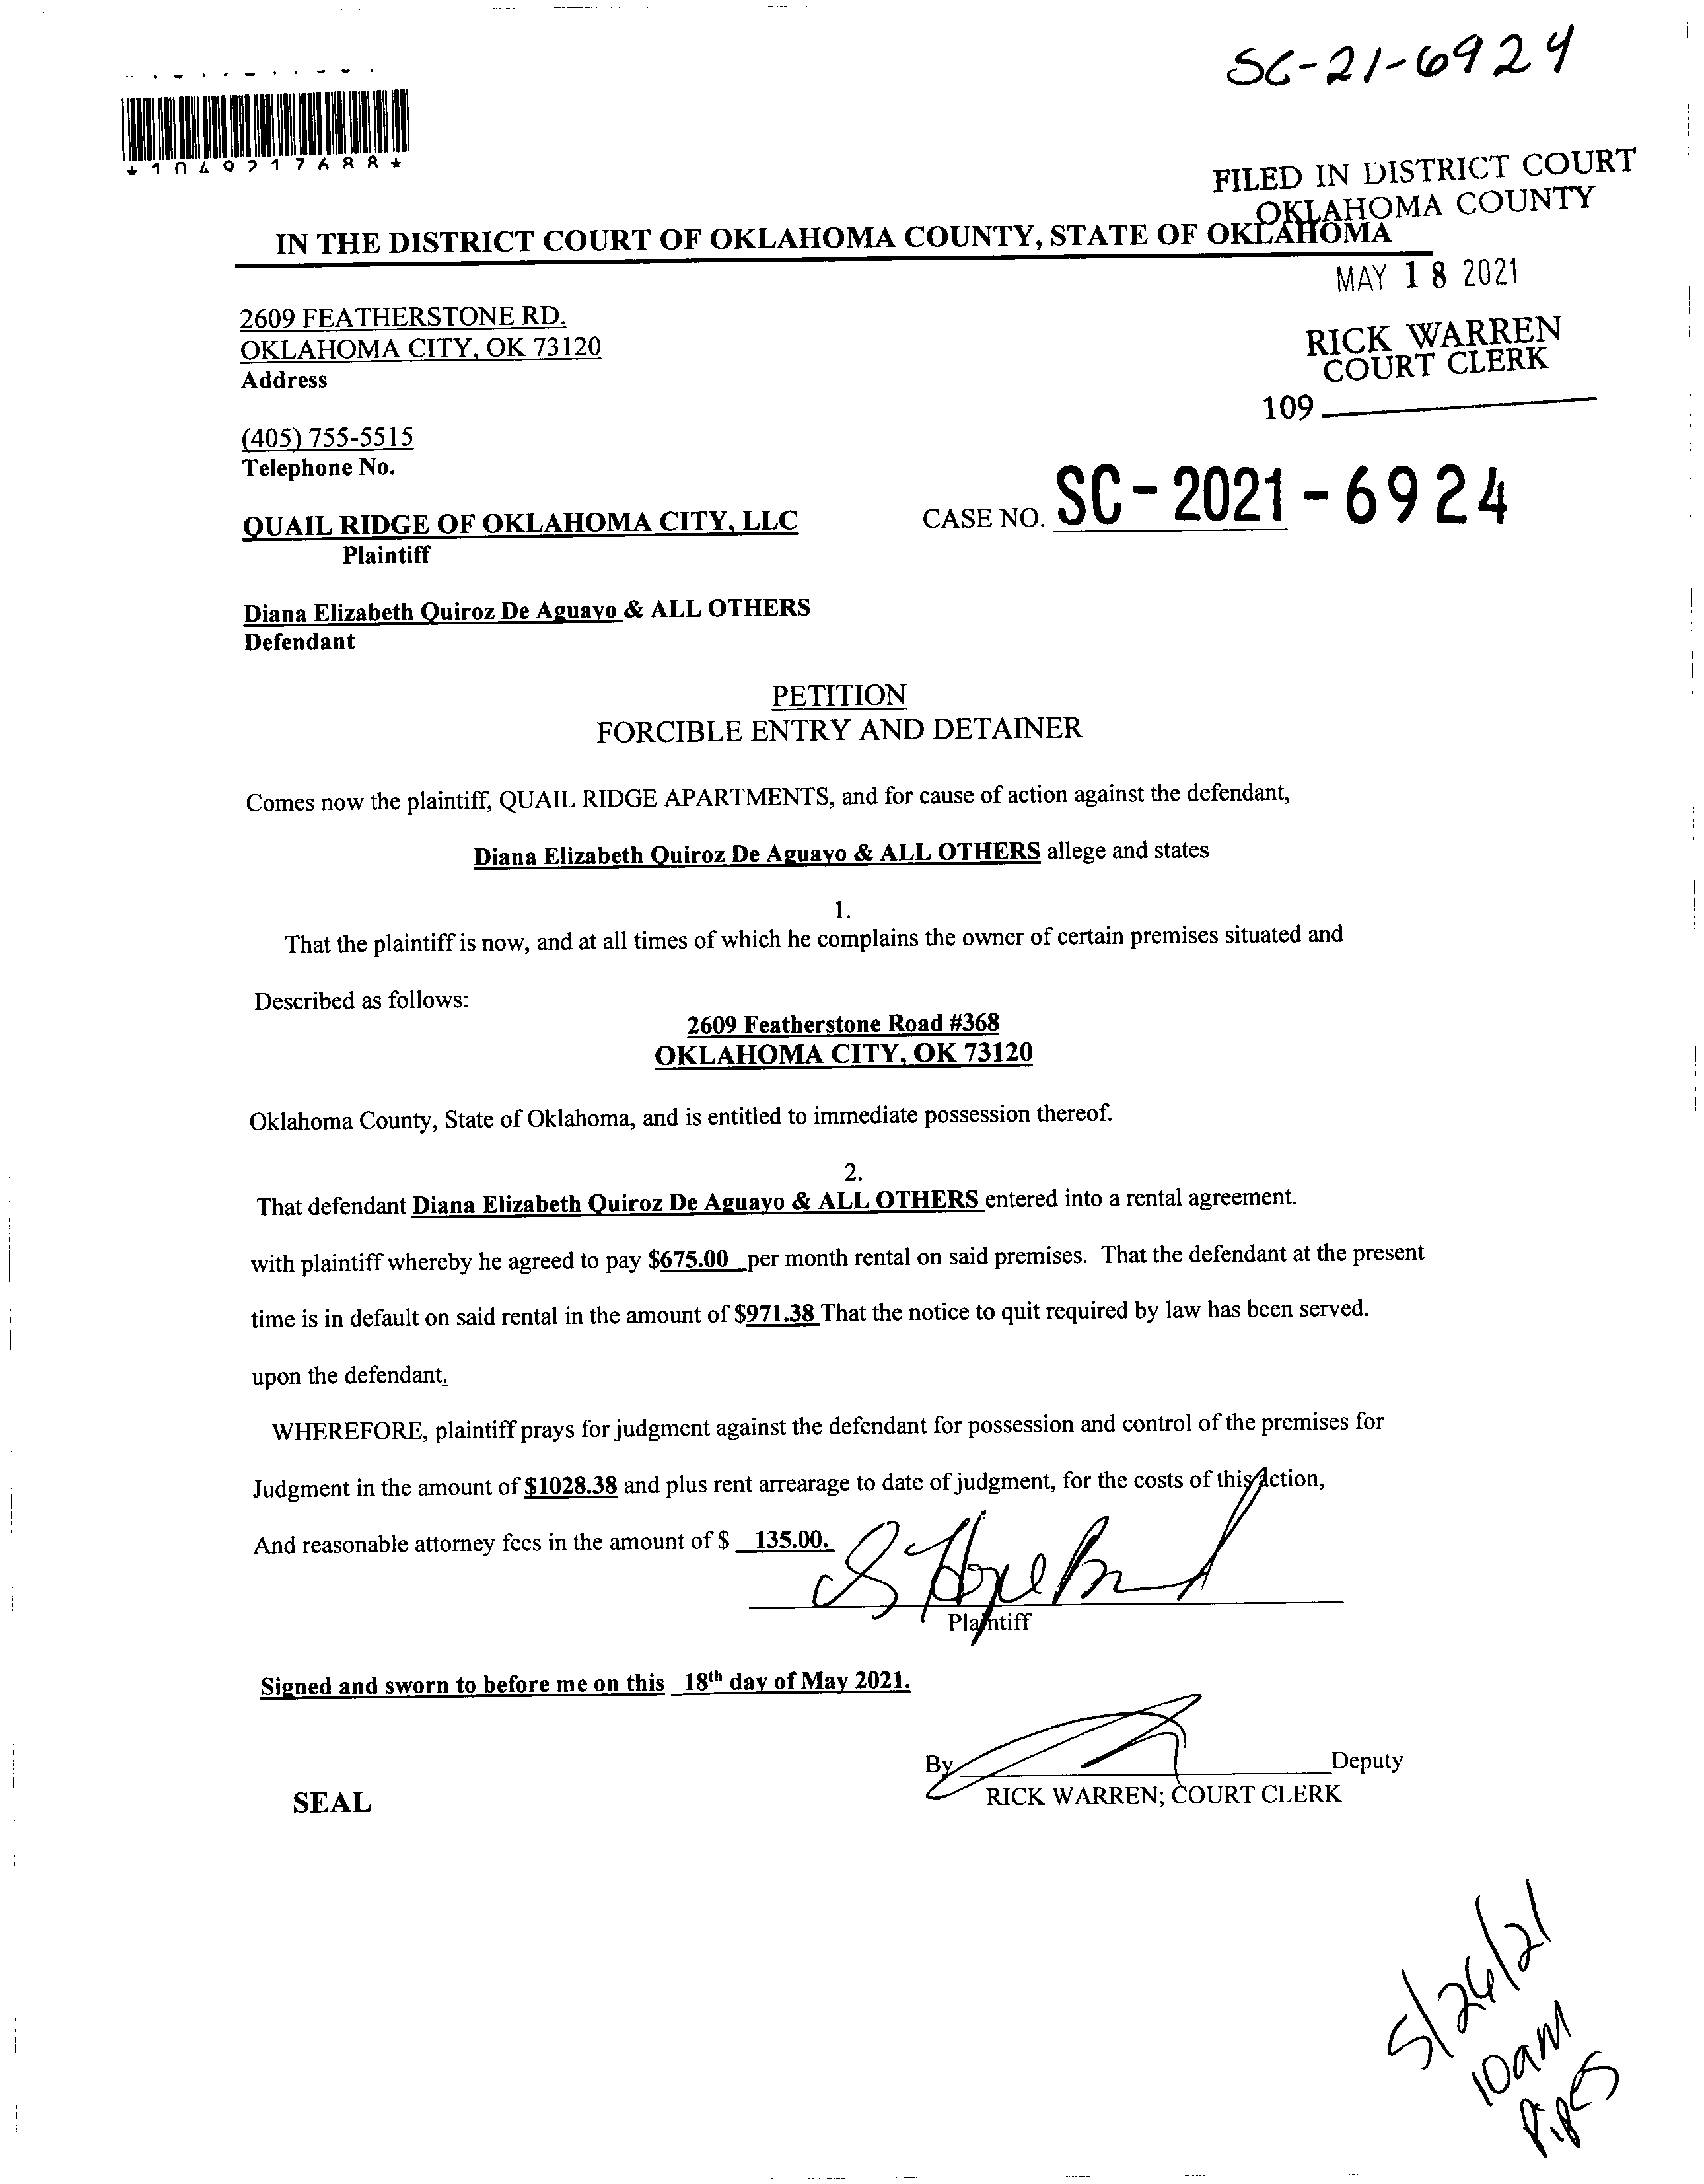 SC-21-6924
*1049217688*
FILED IN DISTRICT COURT
OKLAHOMA COUNTY
IN THE DISTRICT COURT OF OKLAHOMA COUNTY, STATE OF OKLAHOMA
MAY 18 2021
2609 FEATHERSTONE RD.
OKLAHOMA CITY, OK 73120
Address
RICK WARREN
COURT CLERK
109
(405) 755-5515
Telephone No.
QUAIL RIDGE OF OKLAHOMA CITY, LLC
Plaintiff
CASE NO. SC-2021-6924
Diana Elizabeth Quiroz De Aguayo & ALL OTHERS
Defendant
PETITION
FORCIBLE ENTRY AND DETAINER
Comes now the plaintiff, QUAIL RIDGE APARTMENTS, and for cause of action against the defendant,
Diana Elizabeth Quiroz De Aguayo & ALL OTHERS allege and states
1.
That the plaintiff is now, and at all times of which he complains the owner of certain premises situated and
Described as follows:
2609 Featherstone Road #368
OKLAHOMA CITY, OK 73120
Oklahoma County, State of Oklahoma, and is entitled to immediate possession thereof.
2.
That defendant Diana Elizabeth Quiroz De Aguayo & ALL OTHERS entered into a rental agreement.
with plaintiff whereby he agreed to pay $675.00 per month rental on said premises. That the defendant at the present
time is in default on said rental in the amount of $971.38 That the notice to quit required by law has been served.
upon the defendant.
WHEREFORE, plaintiff prays for judgment against the defendant for possession and control of the premises for
Judgment in the amount of $1028.38 and plus rent arrearage to date of judgment, for the costs of this action,
And reasonable attorney fees in the amount of $ 135.00.
Plaintiff
Signed and sworn to before me on this 18th day of May 2021.
By Deputy
RICK WARREN; COURT CLERK
SEAL
5/26/21
10am